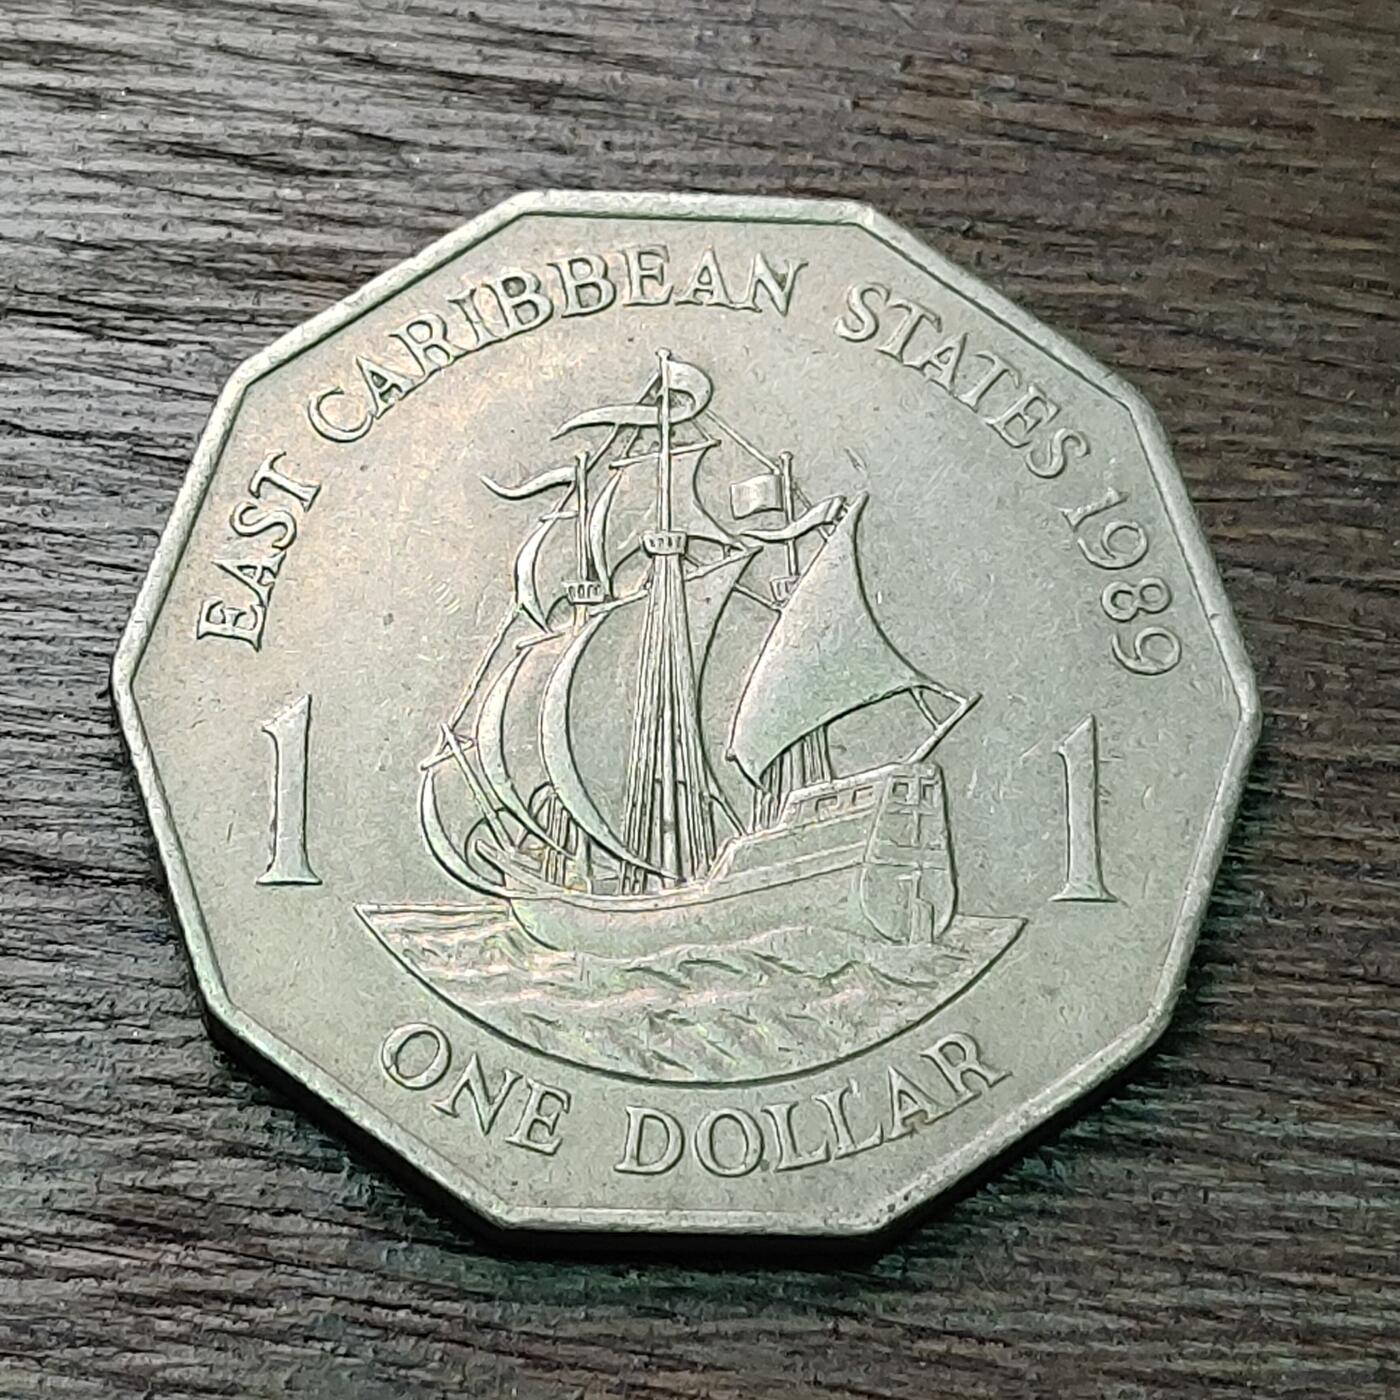 EAST CARIBBEAN STATES 1989
1 1
ONE DOLLAR